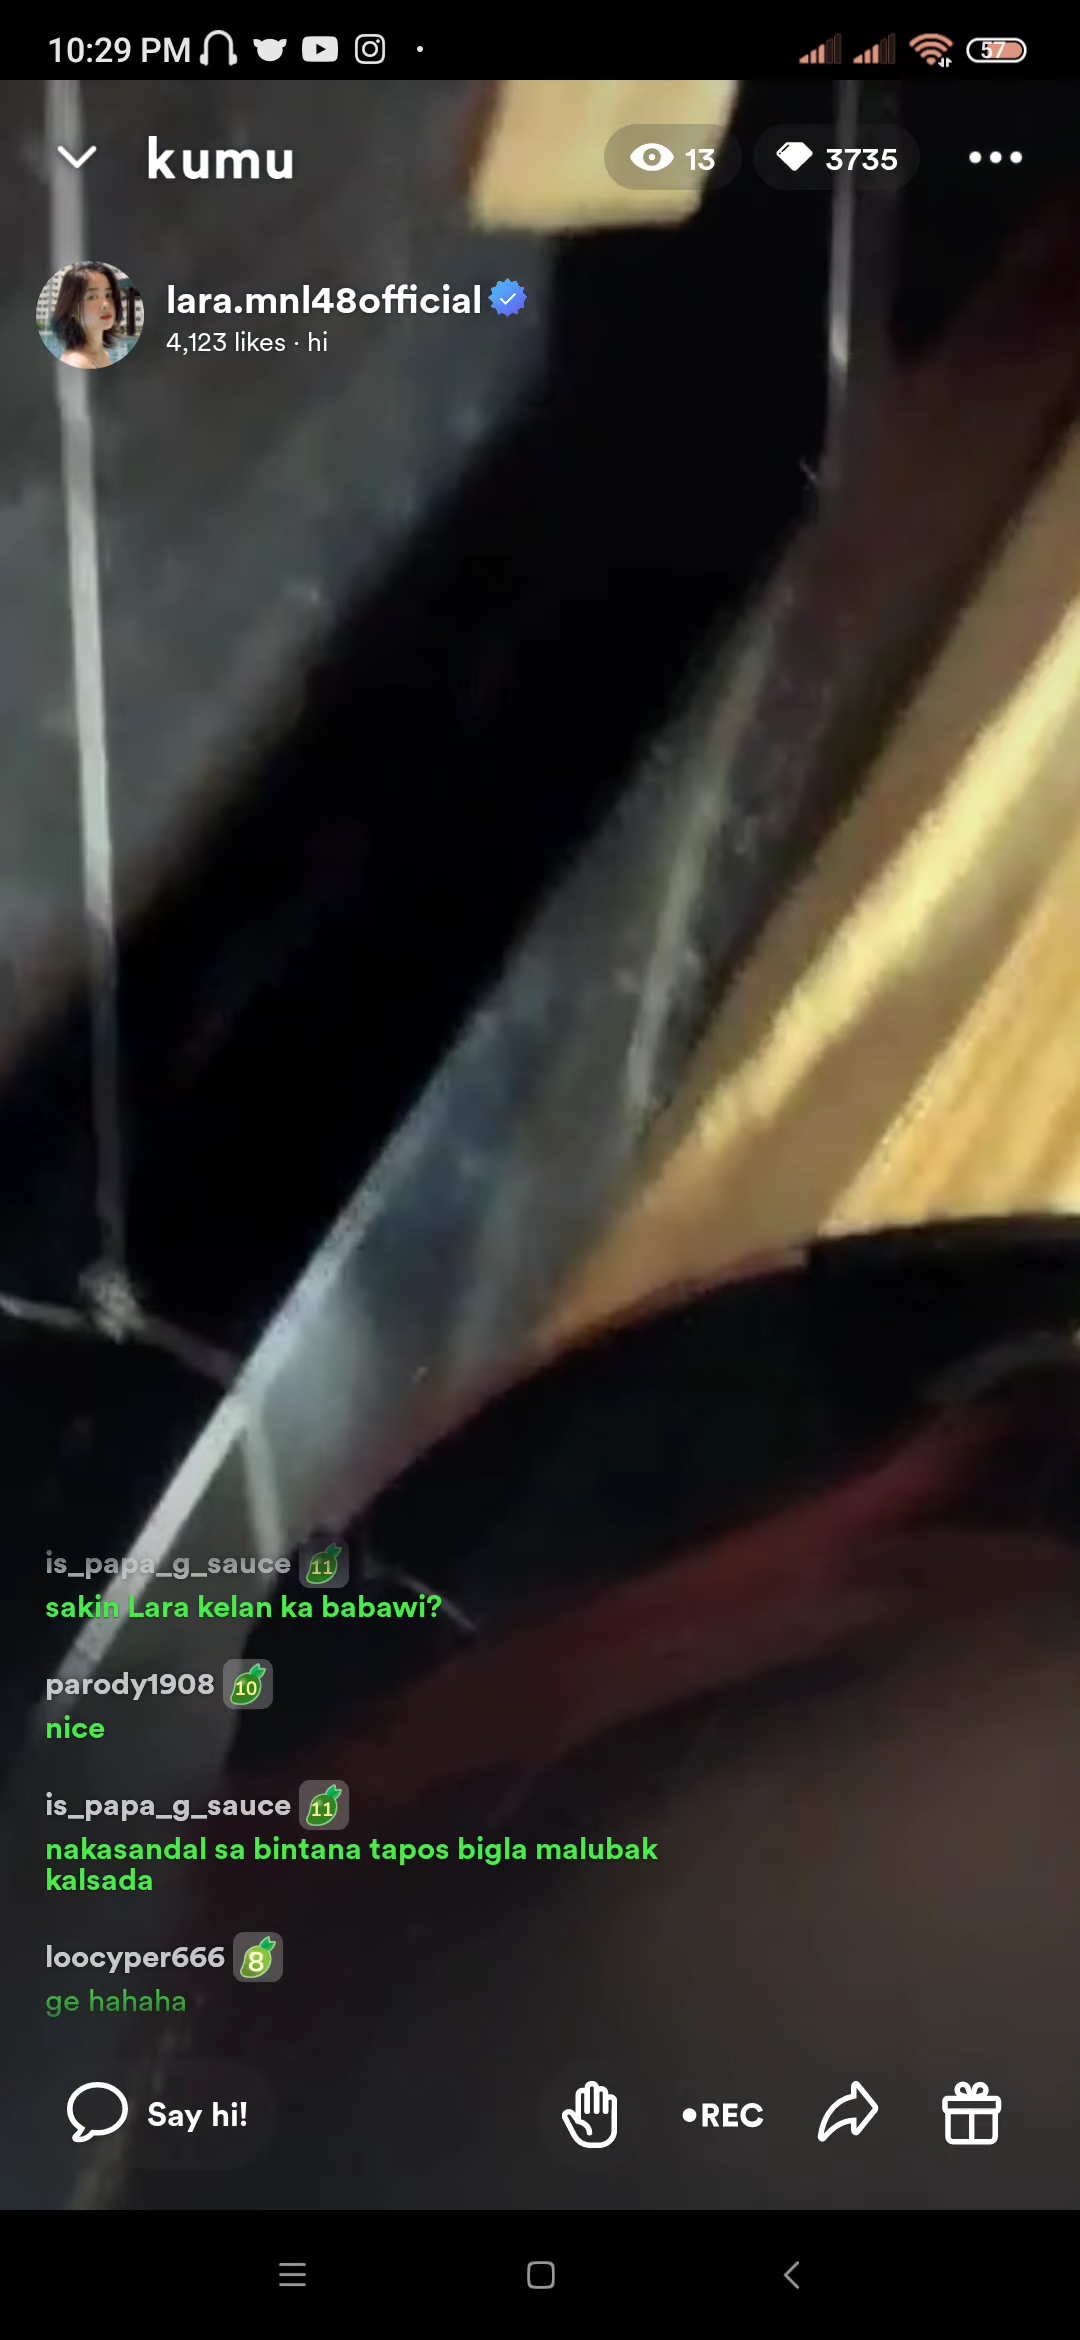 10:29 PM
57
kumu
13
3735
lara.mnl48official
4,123 likes · hi
is_papa_g_sauce 11
sakin Lara kelan ka babawi?
parody1908 10
nice
is_papa_g_sauce 11
nakasandal sa bintana tapos bigla malubak
kalsada
loocyper666 8
ge hahaha
Say hi!
•REC